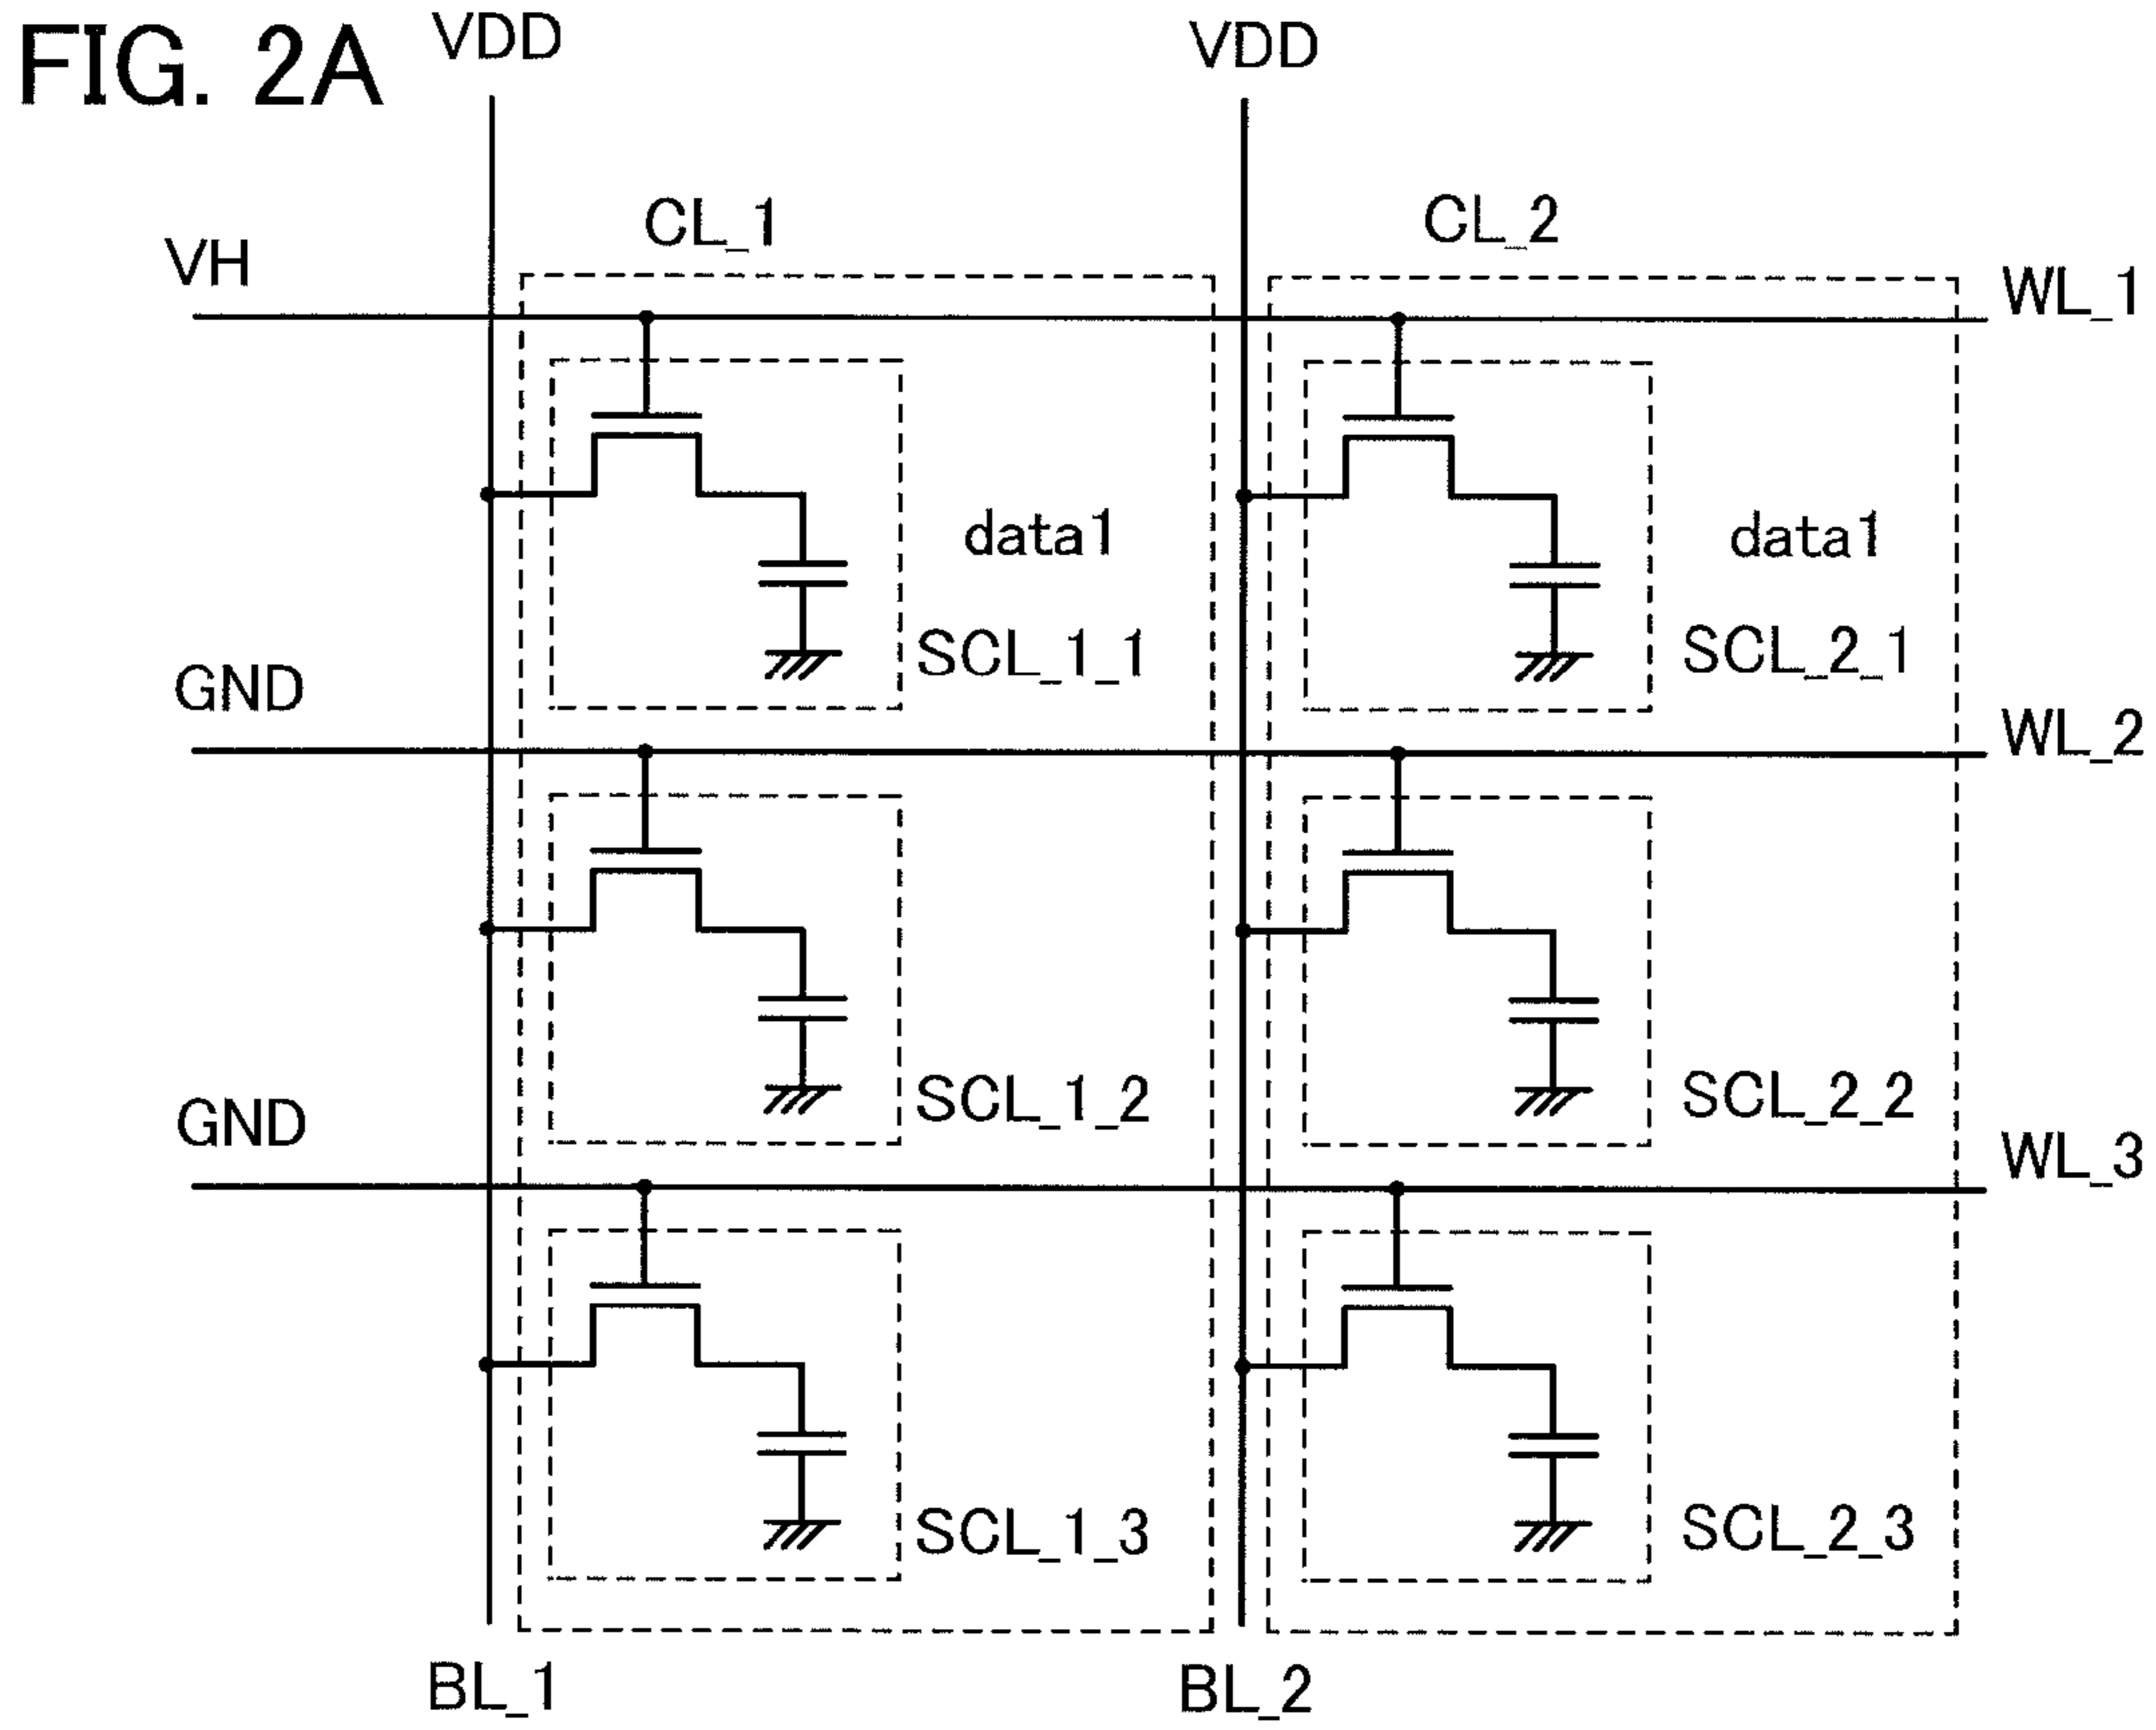 FIG. 2A
VDD
VDD
CL_1
CL_2
VH
WL_1
data1
data1
SCL_1_1
SCL_2_1
GND
WL_2
SCL_1_2
SCL_2_2
GND
WL_3
SCL_1_3
SCL_2_3
BL_1
BL_2